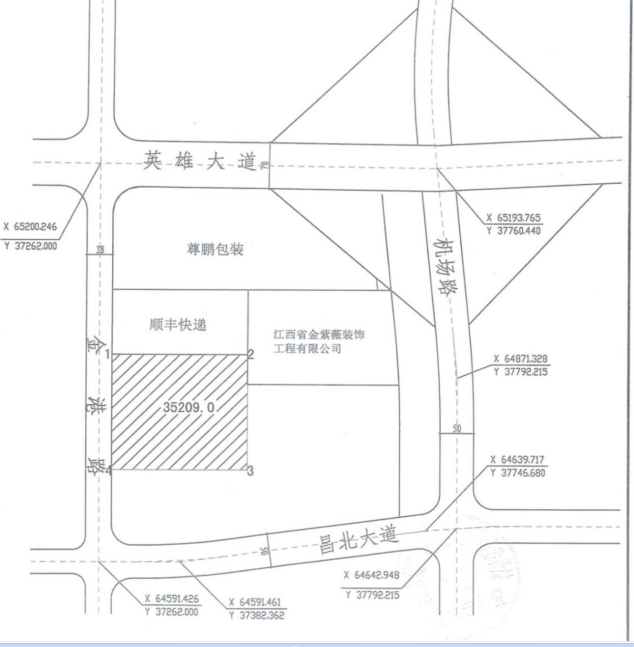 英雄大道
70
X 65200.246
Y 37262.000
X 65193.765
Y 37760.440
28
尊鹏包装
机场路
顺丰快递
江西省金紫薇装饰
工程有限公司
金港路
1
2
35209.0
X 64871.328
Y 37792.215
50
4
3
X 64639.717
Y 37746.680
昌北大道
X 64642.948
Y 37792.215
X 64591.426
Y 37262.000
X 64591.461
Y 37382.362